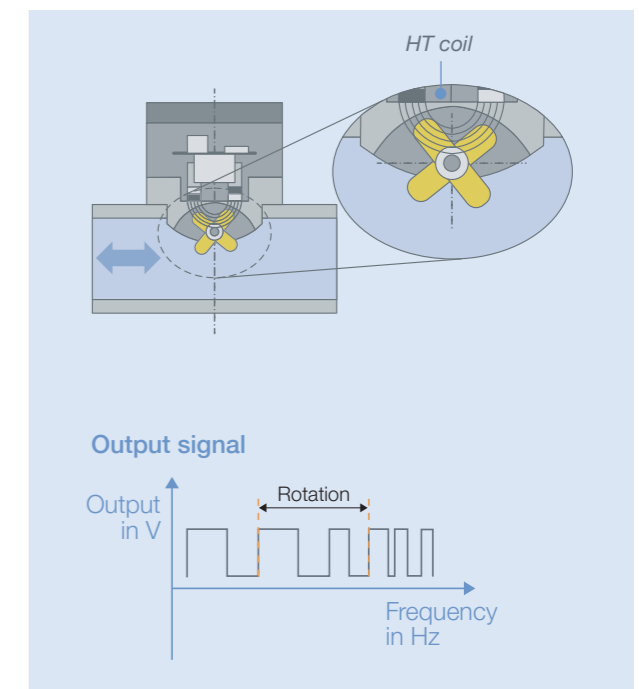 HT coil
Output signal
Output
in V
Rotation
Frequency
in Hz